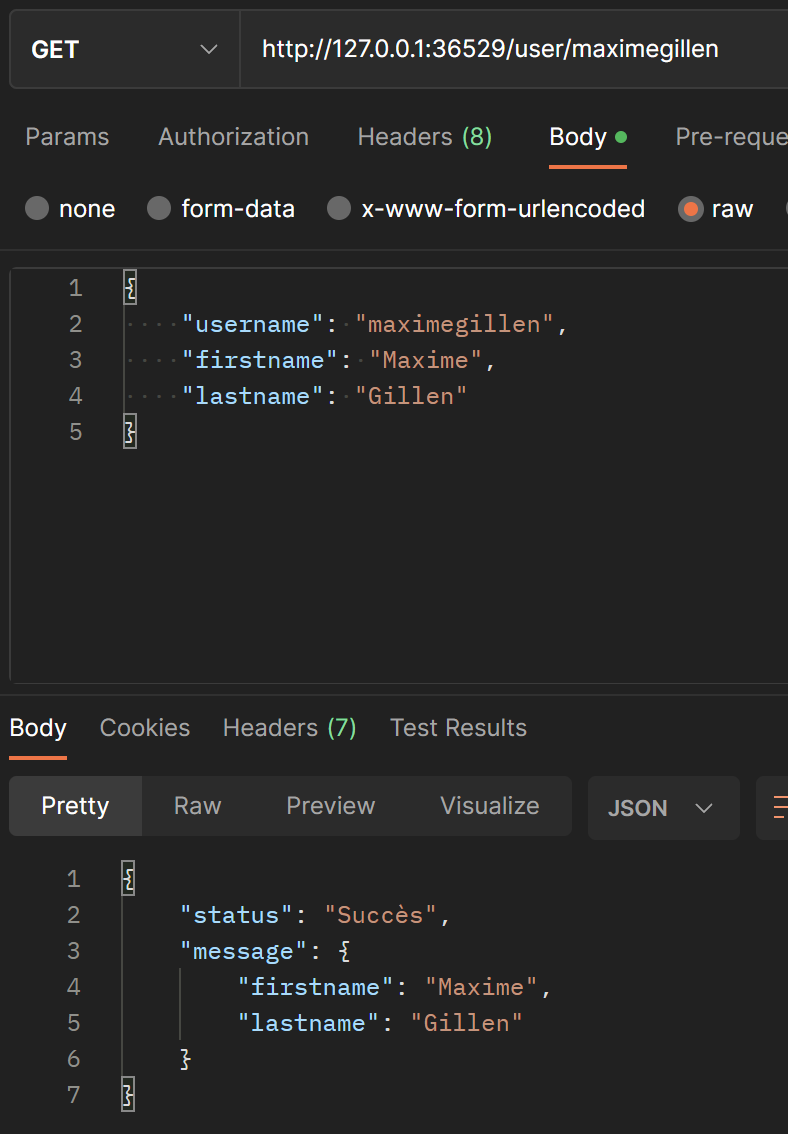 GET http://127.0.0.1:36529/user/maximegillen
Params Authorization Headers (8) Body Pre-reque
none form-data x-www-form-urlencoded raw
1 {
2 "username": "maximegillen",
3 "firstname": "Maxime",
4 "lastname": "Gillen"
5 }
Body Cookies Headers (7) Test Results
Pretty Raw Preview Visualize JSON
1 {
2 "status": "Succès",
3 "message": {
4 "firstname": "Maxime",
5 "lastname": "Gillen"
6 }
7 }